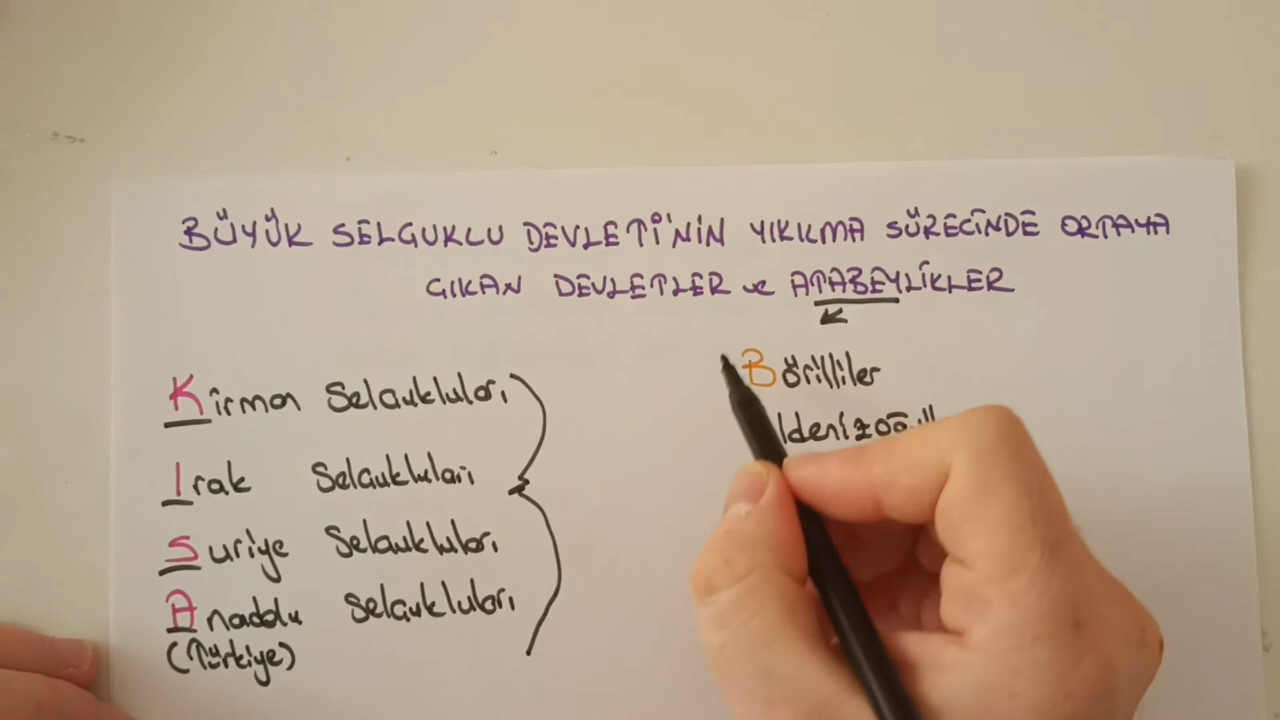 BÜYÜK SELÇUKLU DEVLETİ'NİN YIKILMA SÜRECİNDE ORTAYA
ÇIKAN DEVLETLER ve ATABEYLİKLER
Kirman Selçukluları
Irak Selçukluları
Suriye Selçukluları
Anadolu Selçukluları
(Türkiye)
Börililer